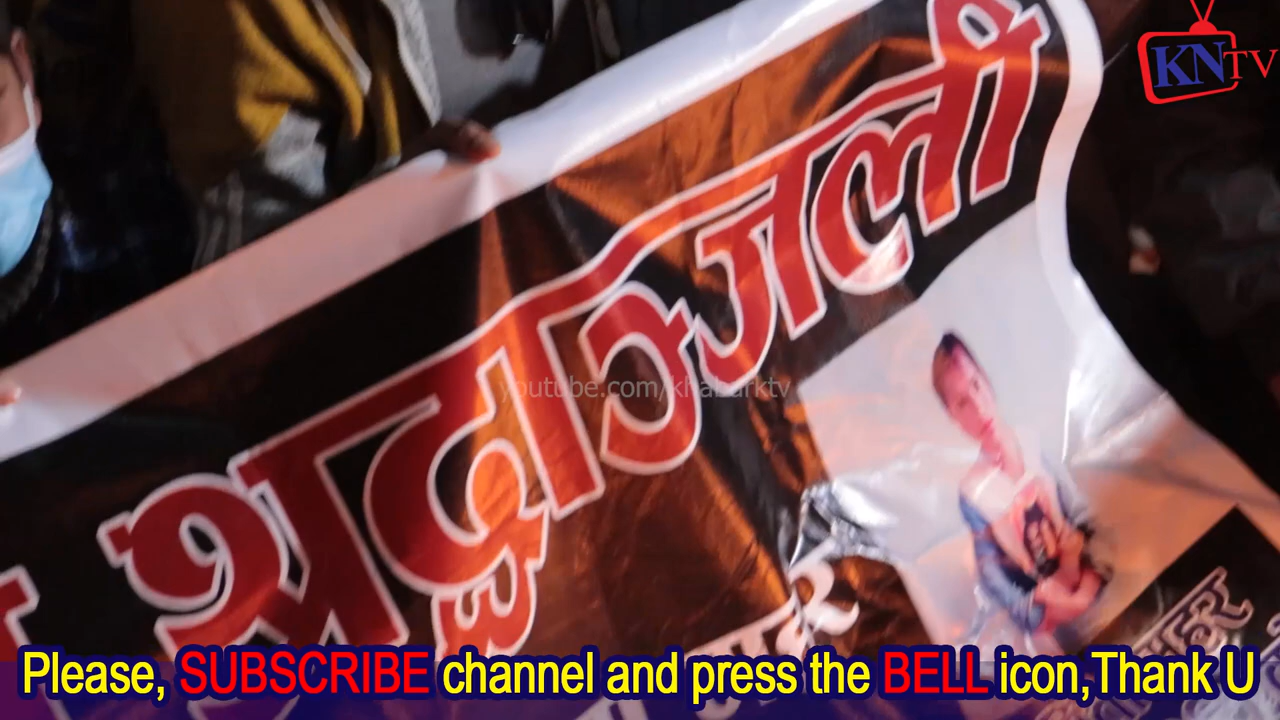 KNTV
श्रद्धाञ्जली
youtube.com/khabarktv
Please, SUBSCRIBE channel and press the BELL icon,Thank U